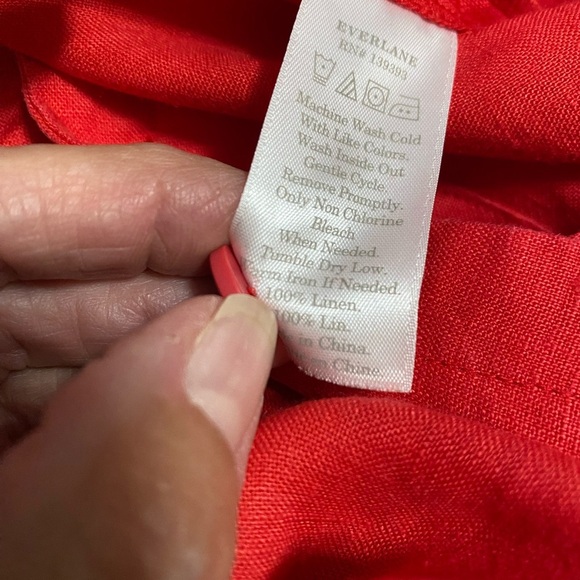 EVERLANE
RN# 139393
Machine Wash Cold
With Like Colors.
Wash Inside Out
Gentle Cycle
Remove Promptly.
Only Non Chlorine
Bleach
When Needed.
Tumble Dry Low.
Iron If Needed.
100% Linen.
100% Lin.
in China.
Chine